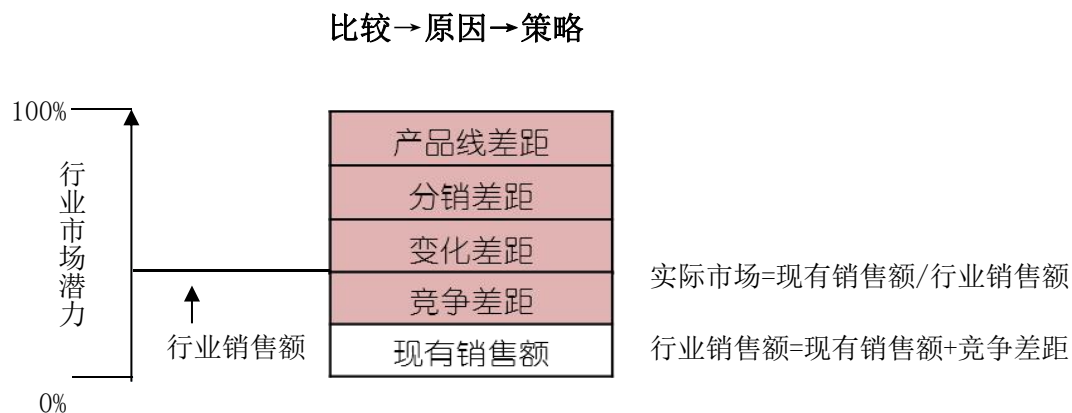 比较→原因→策略
100%
行业市场潜力
产品线差距
分销差距
变化差距
竞争差距
现有销售额
行业销售额
0%
实际市场=现有销售额/行业销售额
行业销售额=现有销售额+竞争差距